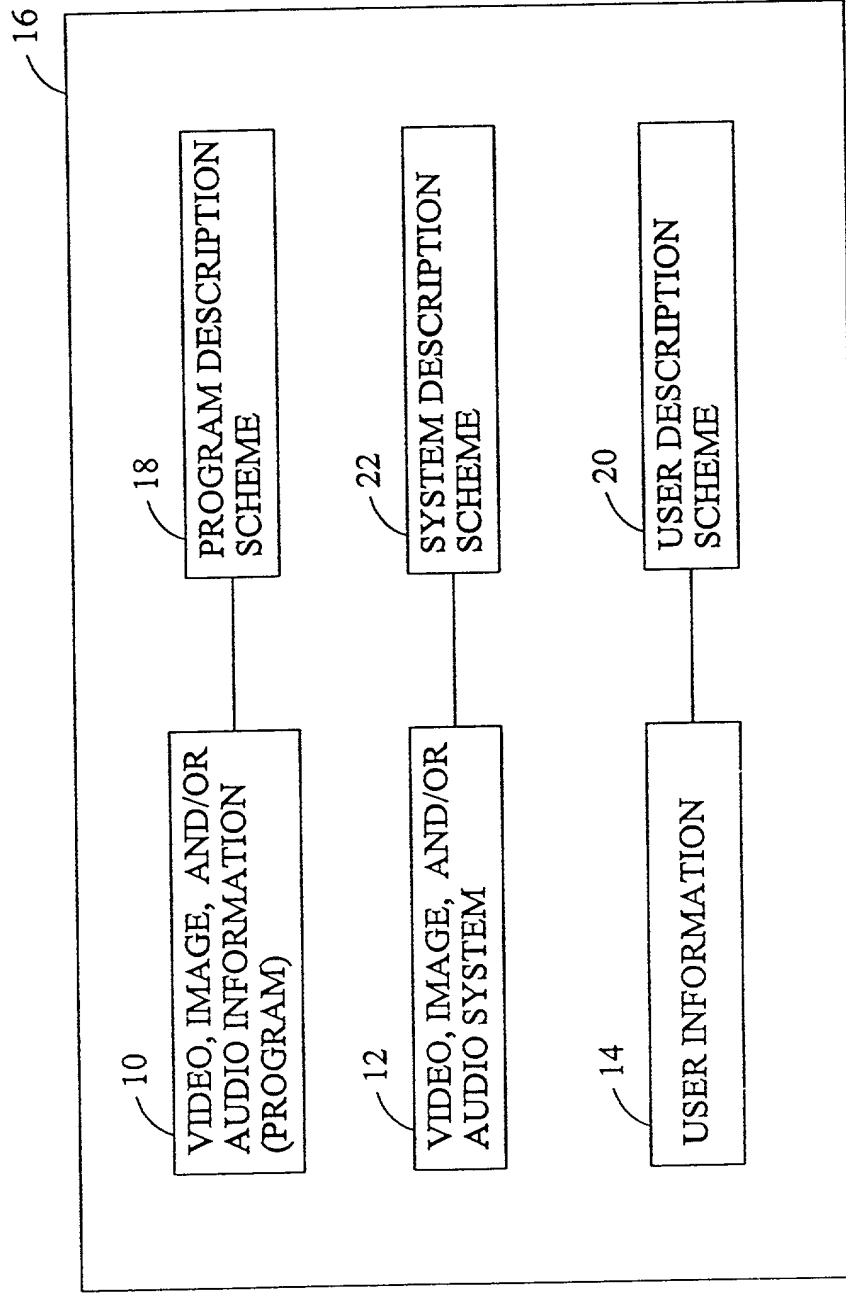 16
10
VIDEO, IMAGE, AND/OR
AUDIO INFORMATION
(PROGRAM)
18
PROGRAM DESCRIPTION
SCHEME
12
VIDEO, IMAGE, AND/OR
AUDIO SYSTEM
22
SYSTEM DESCRIPTION
SCHEME
14
USER INFORMATION
20
USER DESCRIPTION
SCHEME